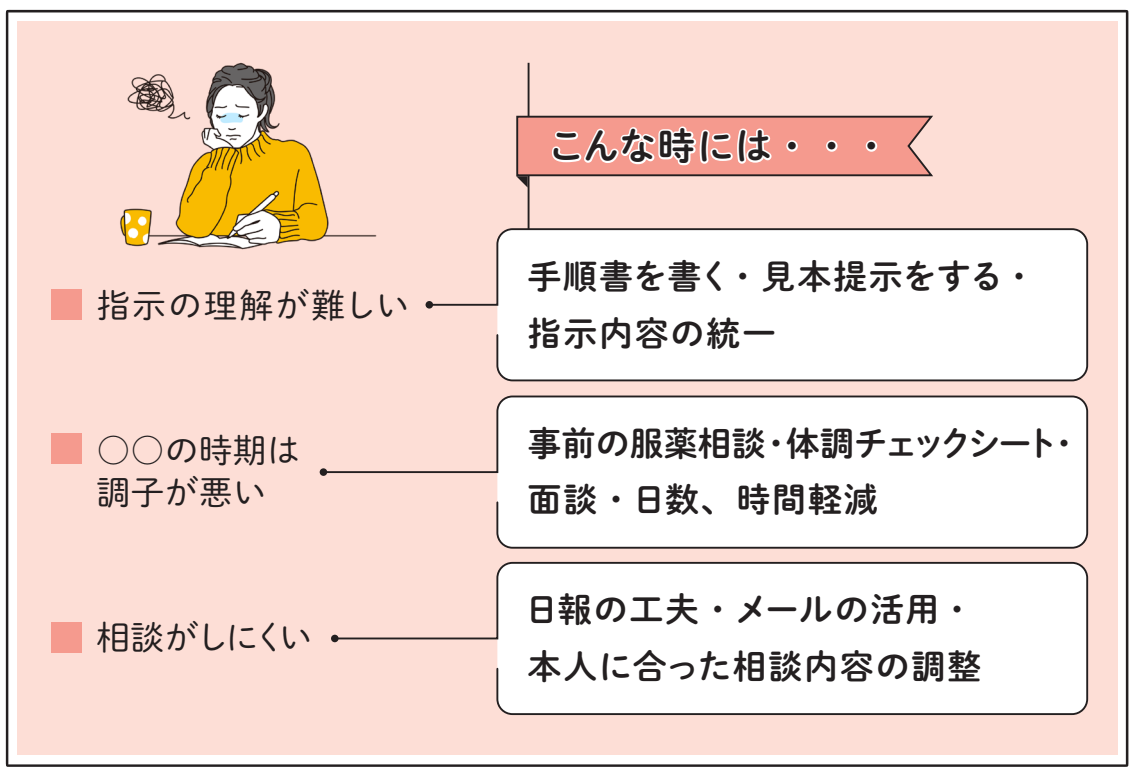 こんな時には・・・
指示の理解が難しい
手順書を書く・見本提示をする・
指示内容の統一
○○の時期は
調子が悪い
事前の服薬相談・体調チェックシート・
面談・日数、時間軽減
相談がしにくい
日報の工夫・メールの活用・
本人に合った相談内容の調整